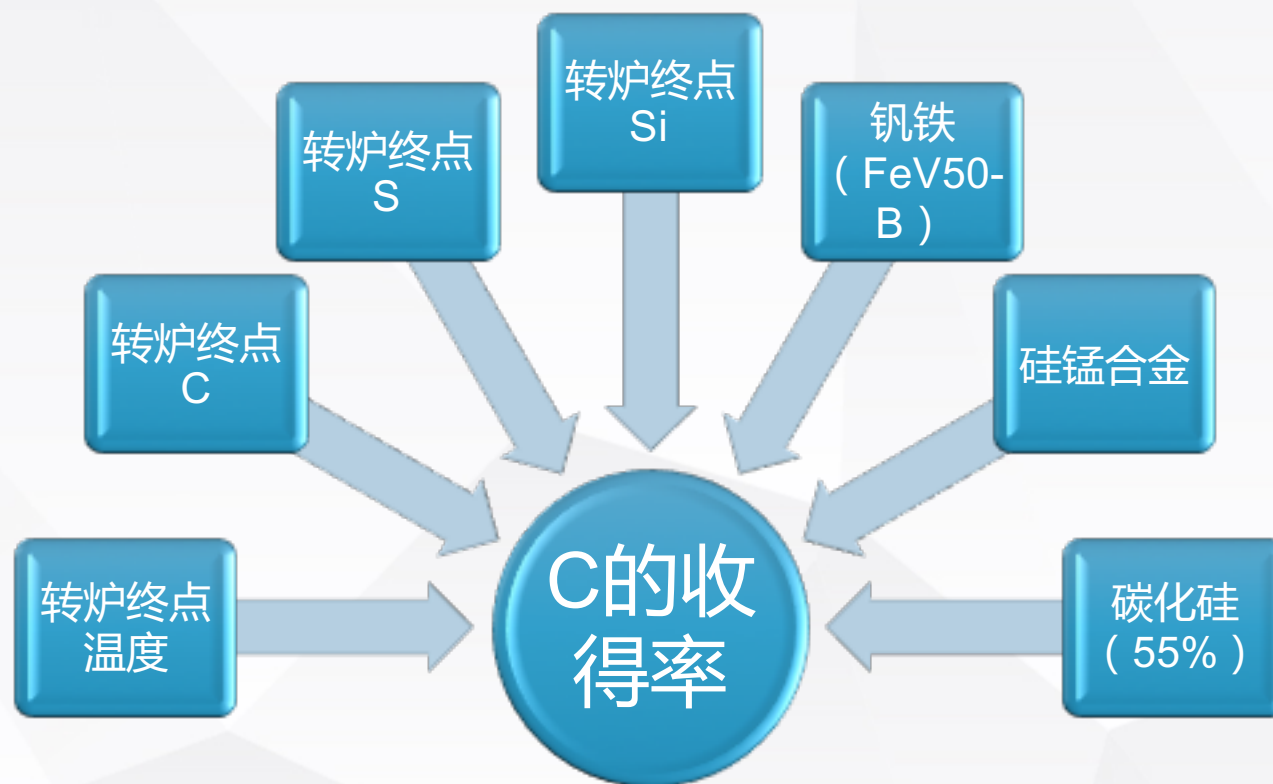 转炉终点
Si
转炉终点
S
钒铁
（FeV50-
B）
转炉终点
C
硅锰合金
转炉终点
温度
C的收
得率
碳化硅
（55%）